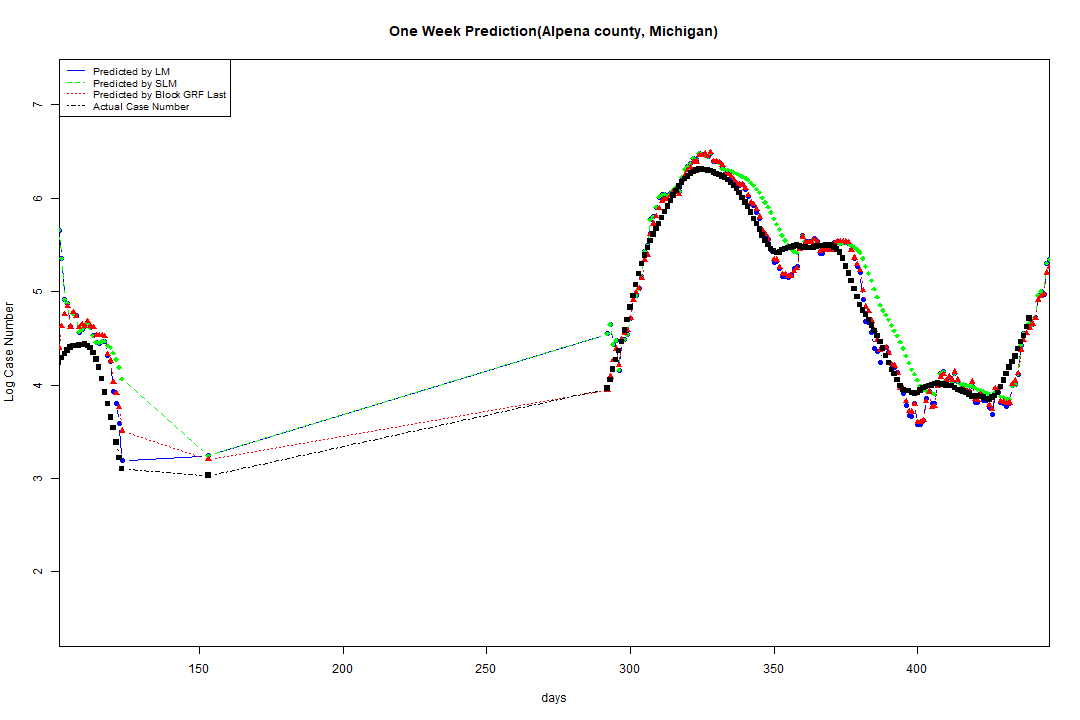 One Week Prediction(Alpena county, Michigan)
Predicted by LM
Predicted by SLM
Predicted by Block GRF Last
Actual Case Number
7
6
5
4
3
2
Log Case Number
150 200 250 300 350 400
days